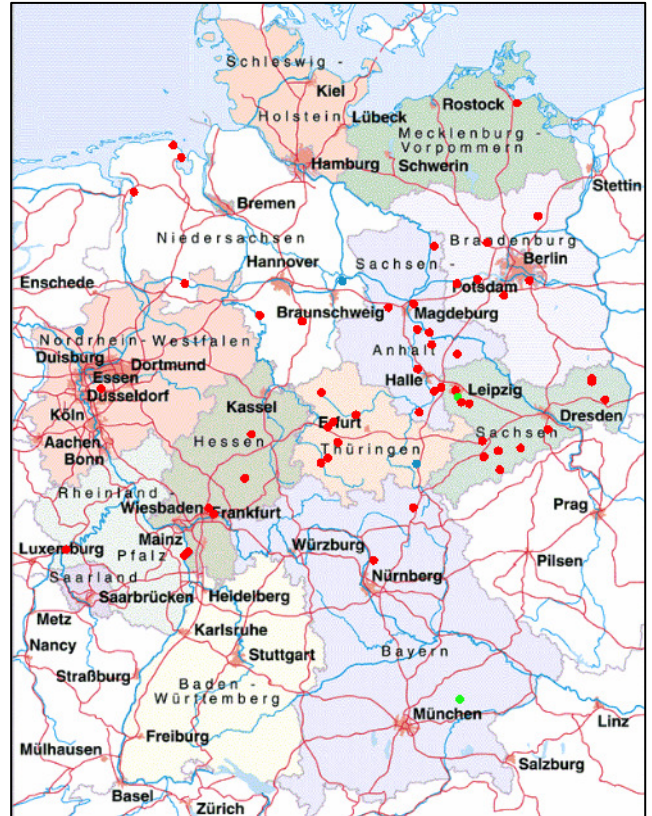 Schleswig -
Kiel
Rostock
Holstein
Lübeck
Mecklenburg -
Vorpommern
Hamburg
Schwerin
Stettin
Bremen
Niedersachsen
Brandenburg
Berlin
Hannover
Sachsen -
Enschede
Potsdam
Braunschweig
Magdeburg
Nordrhein-Westfalen
Duisburg
Dortmund
Anhalt
Essen
Halle
Leipzig
Düsseldorf
Kassel
Köln
Erfurt
Dresden
Aachen
Hessen
Sachsen
Bonn
Thüringen
Rheinland -
Wiesbaden
Frankfurt
Prag
Mainz
Würzburg
Luxemburg
Pfalz
Pilsen
Saarland
Nürnberg
Saarbrücken
Heidelberg
Metz
Karlsruhe
Nancy
Stuttgart
Bayern
Straßburg
Baden -
Württemberg
München
Linz
Freiburg
Mülhausen
Salzburg
Basel
Zürich